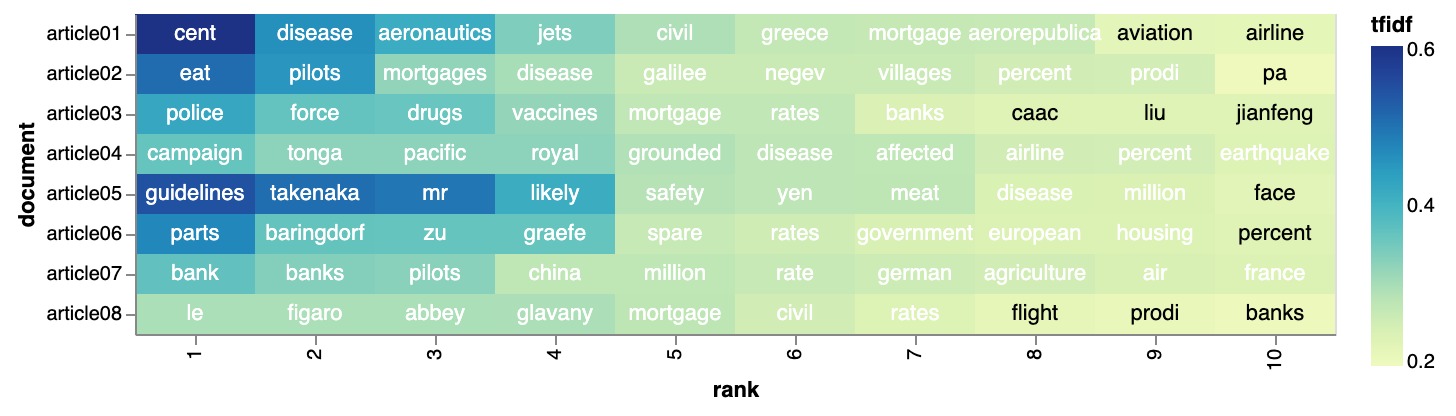 tfidf
article01 cent disease aeronautics jets civil greece mortgage aerorepublica aviation airline
0.6
article02 eat pilots mortgages disease galilee negev villages percent prodi pa
article03 police force drugs vaccines mortgage rates banks caac liu jianfeng
article04 campaign tonga pacific royal grounded disease affected airline percent earthquake
document
article05 guidelines takenaka mr likely safety yen meat disease million face
0.4
article06 parts baringdorf zu graefe spare rates government european housing percent
article07 bank banks pilots china million rate german agriculture air france
article08 le figaro abbey glavany mortgage civil rates flight prodi banks
0.2
1 2 3 4 5 6 7 8 9 10
rank